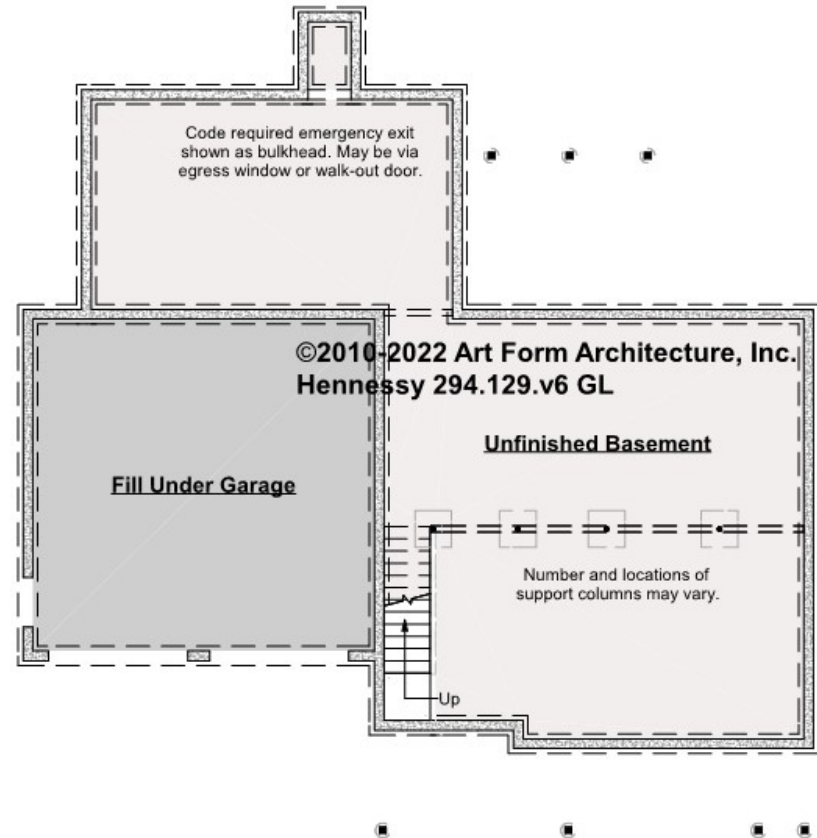 Code required emergency exit
shown as bulkhead. May be via
egress window or walk-out door.
©2010-2022 Art Form Architecture, Inc.
Hennessy 294.129.v6 GL
Unfinished Basement
Fill Under Garage
Number and locations of
support columns may vary.
Up